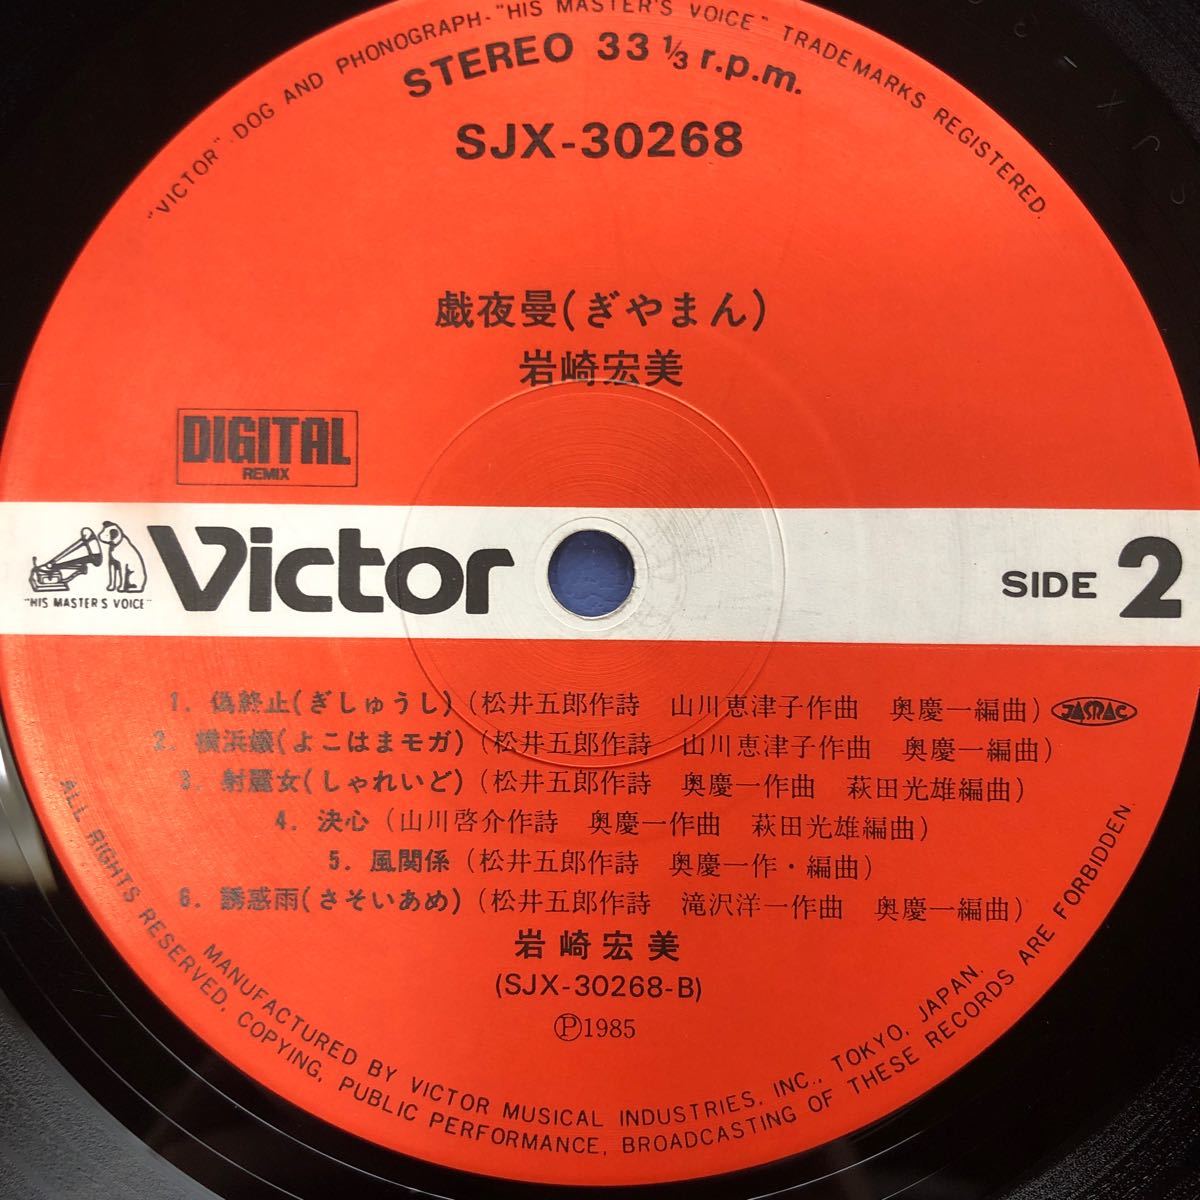 "VICTOR" DOG AND PHONOGRAPH-"HIS MASTER'S VOICE" TRADEMARKS REGISTERED.
STEREO 33 1/3 r.p.m.
SJX-30268
戯夜曼(ぎやまん)
岩崎宏美
DIGITAL
REMIX
"HIS MASTER'S VOICE"
Victor
SIDE 2
1. 偽終止(ぎしゅうし)(松井五郎作詩 山川恵津子作曲 奥慶一編曲) JASRAC
2. 横浜嬢(よこはまモガ)(松井五郎作詩 山川恵津子作曲 奥慶一編曲)
3. 射麗女(しゃれいど)(松井五郎作詩 奥慶一作曲 萩田光雄編曲)
4. 決心(山川啓介作詩 奥慶一作曲 萩田光雄編曲)
5. 風関係(松井五郎作詩 奥慶一作・編曲)
6. 誘惑雨(さそいあめ)(松井五郎作詩 滝沢洋一作曲 奥慶一編曲)
岩崎宏美
(SJX-30268-B)
Ⓟ1985
MANUFACTURED BY VICTOR MUSICAL INDUSTRIES, INC., TOKYO, JAPAN.
ALL RIGHTS RESERVED, COPYING, PUBLIC PERFORMANCE, BROADCASTING OF THESE RECORDS ARE FORBIDDEN.